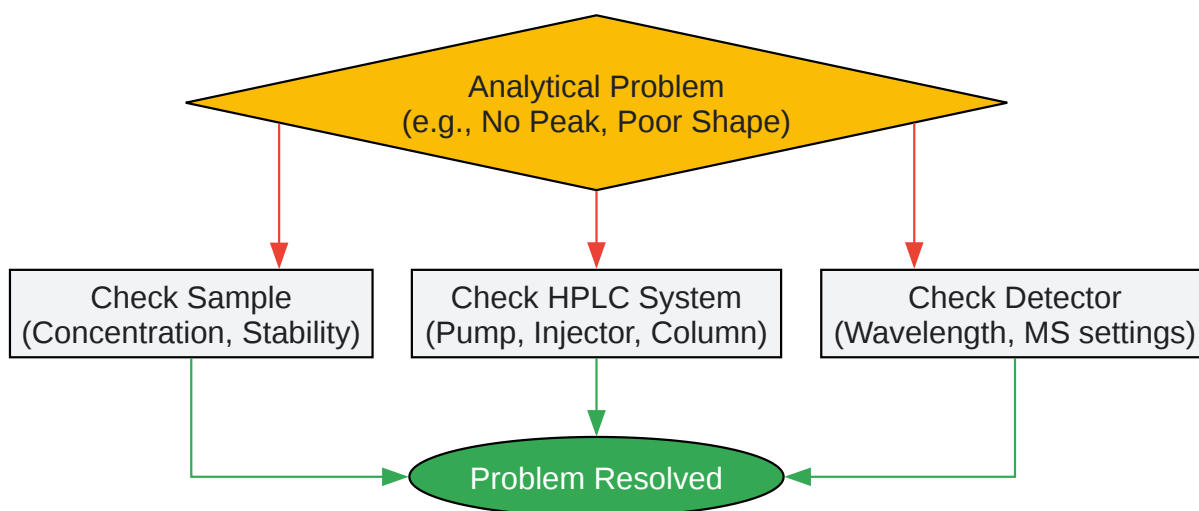 Analytical Problem
(e.g., No Peak, Poor Shape)
Check Sample
(Concentration, Stability)
Check HPLC System
(Pump, Injector, Column)
Check Detector
(Wavelength, MS settings)
Problem Resolved